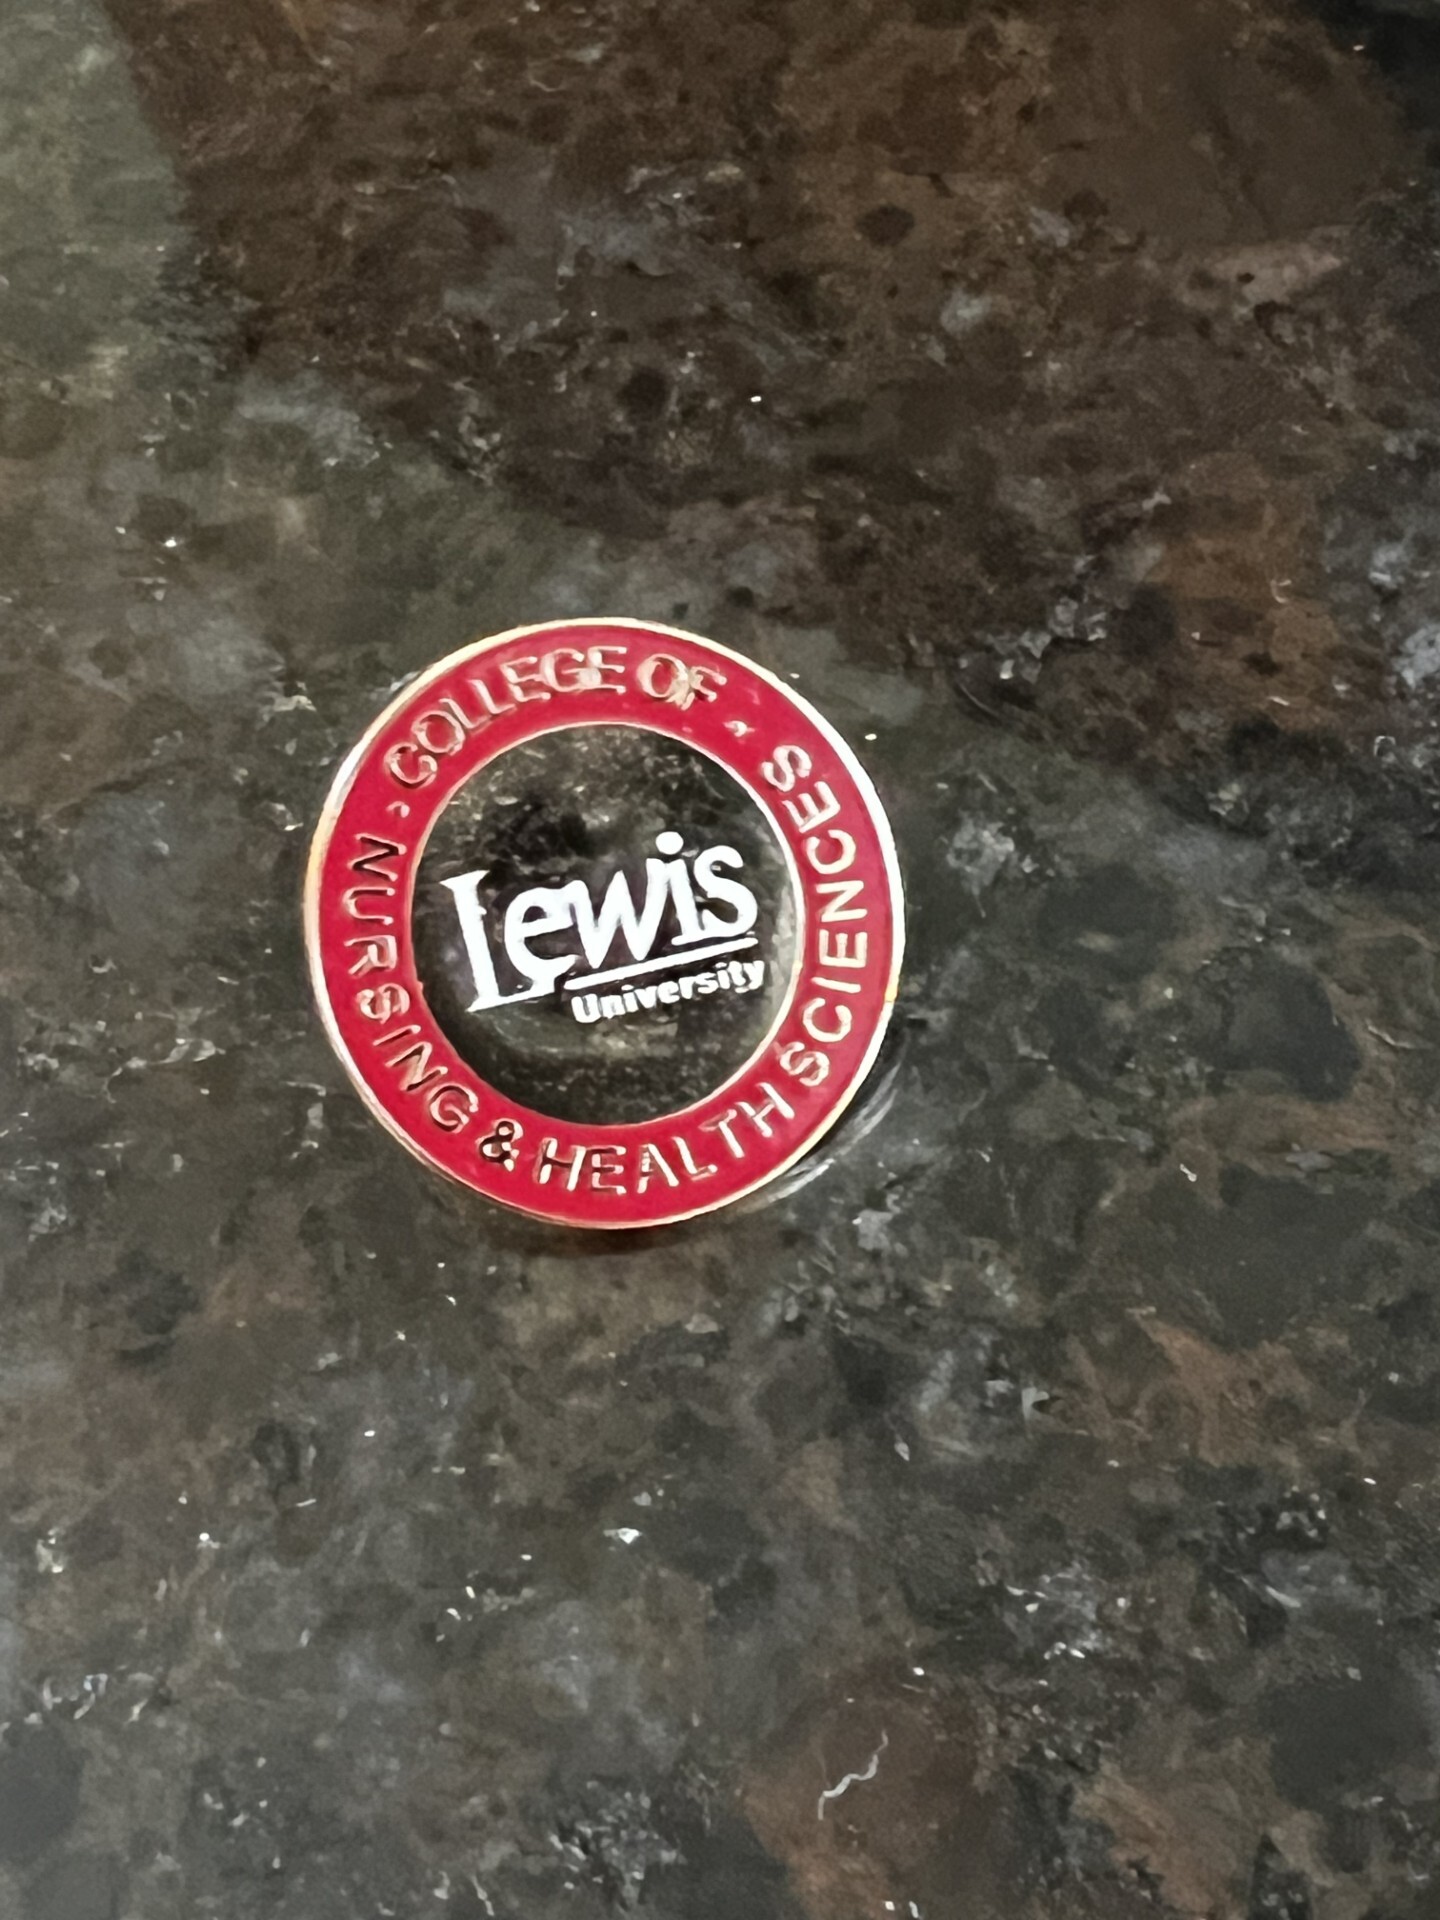 • COLLEGE OF •
NURSING & HEALTH SCIENCES
Lewis
University